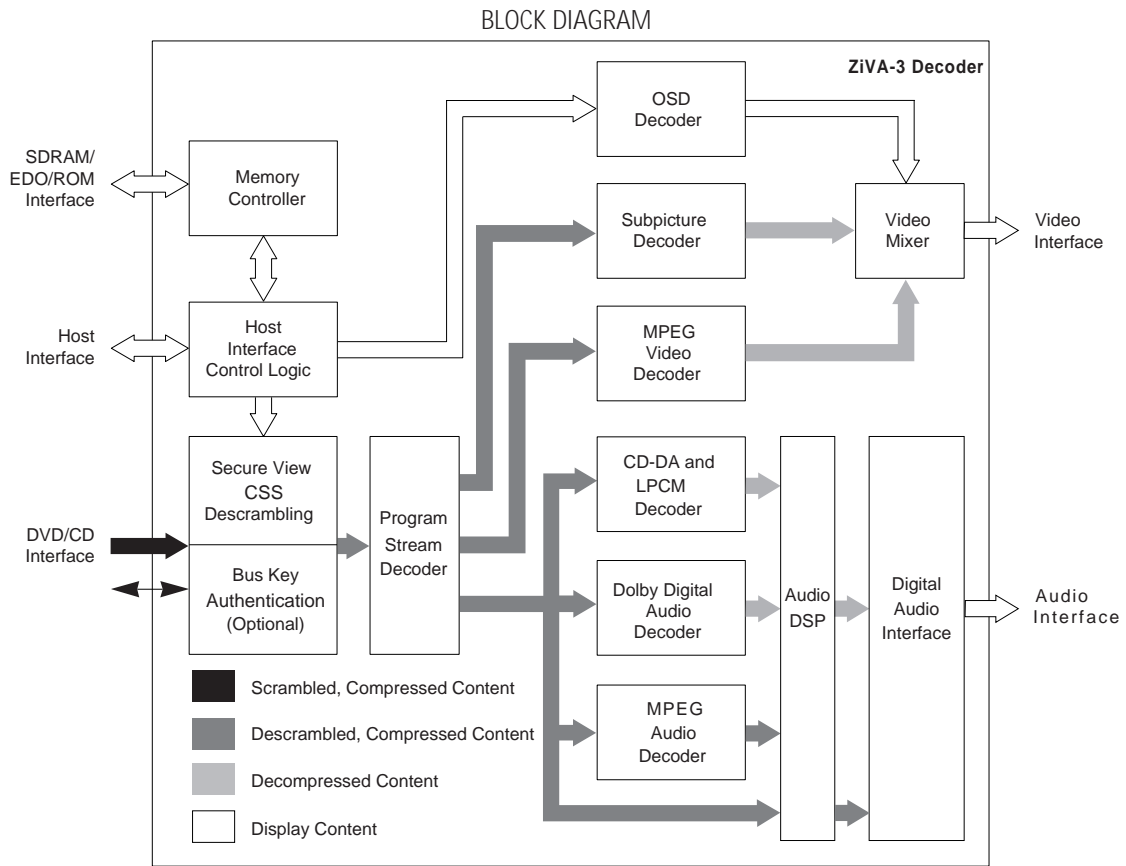 BLOCK DIAGRAM
ZiVA-3 Decoder
OSD
Decoder
SDRAM/
EDO/ROM
Interface
Memory
Controller
Subpicture
Decoder
Video
Mixer
Video
Interface
Host
Interface
Host
Interface
Control Logic
MPEG
Video
Decoder
Secure View
CSS
Descrambling
DVD/CD
Interface
Bus Key
Authentication
(Optional)
Program
Stream
Decoder
CD-DA and
LPCM
Decoder
Dolby Digital
Audio
Decoder
MPEG
Audio
Decoder
Audio
DSP
Digital
Audio
Interface
Audio
Interface
Scrambled, Compressed Content
Descrambled, Compressed Content
Decompressed Content
Display Content